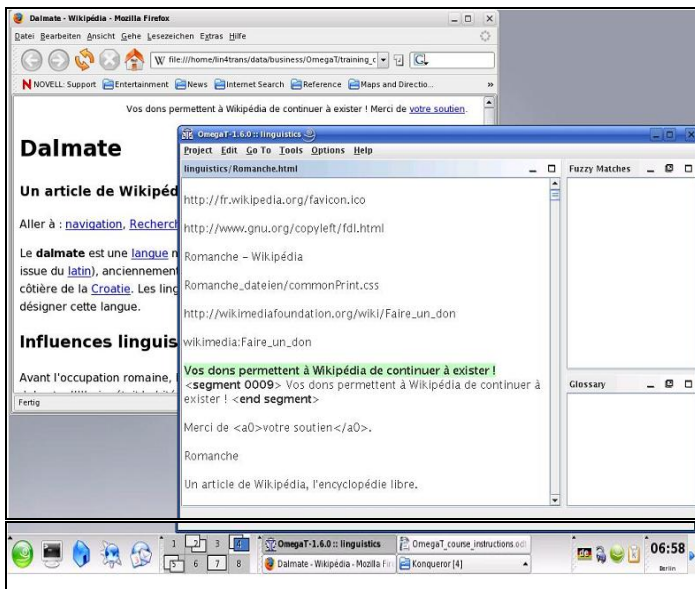 Dalmate - Wikipédia - Mozilla Firefox
Datei Bearbeiten Ansicht Gehe Lesezeichen Extras Hilfe
file:///home/lin4trans/data/business/OmegaT/training_c
NOVELL: Support Entertainment News Internet Search Reference Maps and Directio... »
Vos dons permettent à Wikipédia de continuer à exister ! Merci de votre soutien.
Dalmate
Un article de Wikipéd
Aller à : navigation, Recherch
Le dalmate est une langue
issue du latin), anciennement
côtière de la Croatie. Les ling
désigner cette langue.
Influences linguis
Avant l'occupation romaine,
Fertig
OmegaT-1.6.0 :: linguistics
Project Edit Go To Tools Options Help
linguistics/Romanche.html
http://fr.wikipedia.org/favicon.ico
http://www.gnu.org/copyleft/fdl.html
Romanche – Wikipédia
Romanche_dateien/commonPrint.css
http://wikimediafoundation.org/wiki/Faire_un_don
wikimedia:Faire_un_don
Vos dons permettent à Wikipédia de continuer à exister !
<segment 0009> Vos dons permettent à Wikipédia de continuer à
exister ! <end segment>
Merci de <a0>votre soutien</a0>.
Romanche
Un article de Wikipédia, l'encyclopédie libre.
Fuzzy Matches
Glossary
1 2 3 4
5 6 7 8
OmegaT-1.6.0 :: linguistics
OmegaT_course_instructions.odt
Dalmate - Wikipédia - Mozilla Fir
Konqueror [4]
de
06:58
Berlin